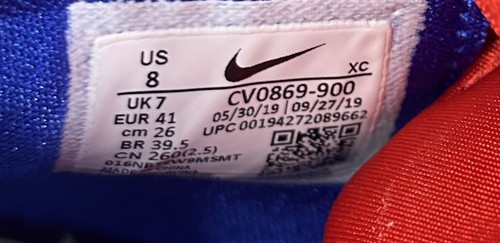 US
8
XC
UK 7
EUR 41
cm 26
BR 39.5
CN 260(2.5)
CV0869-900
05/30/19 | 09/27/19
UPC 00194272089662